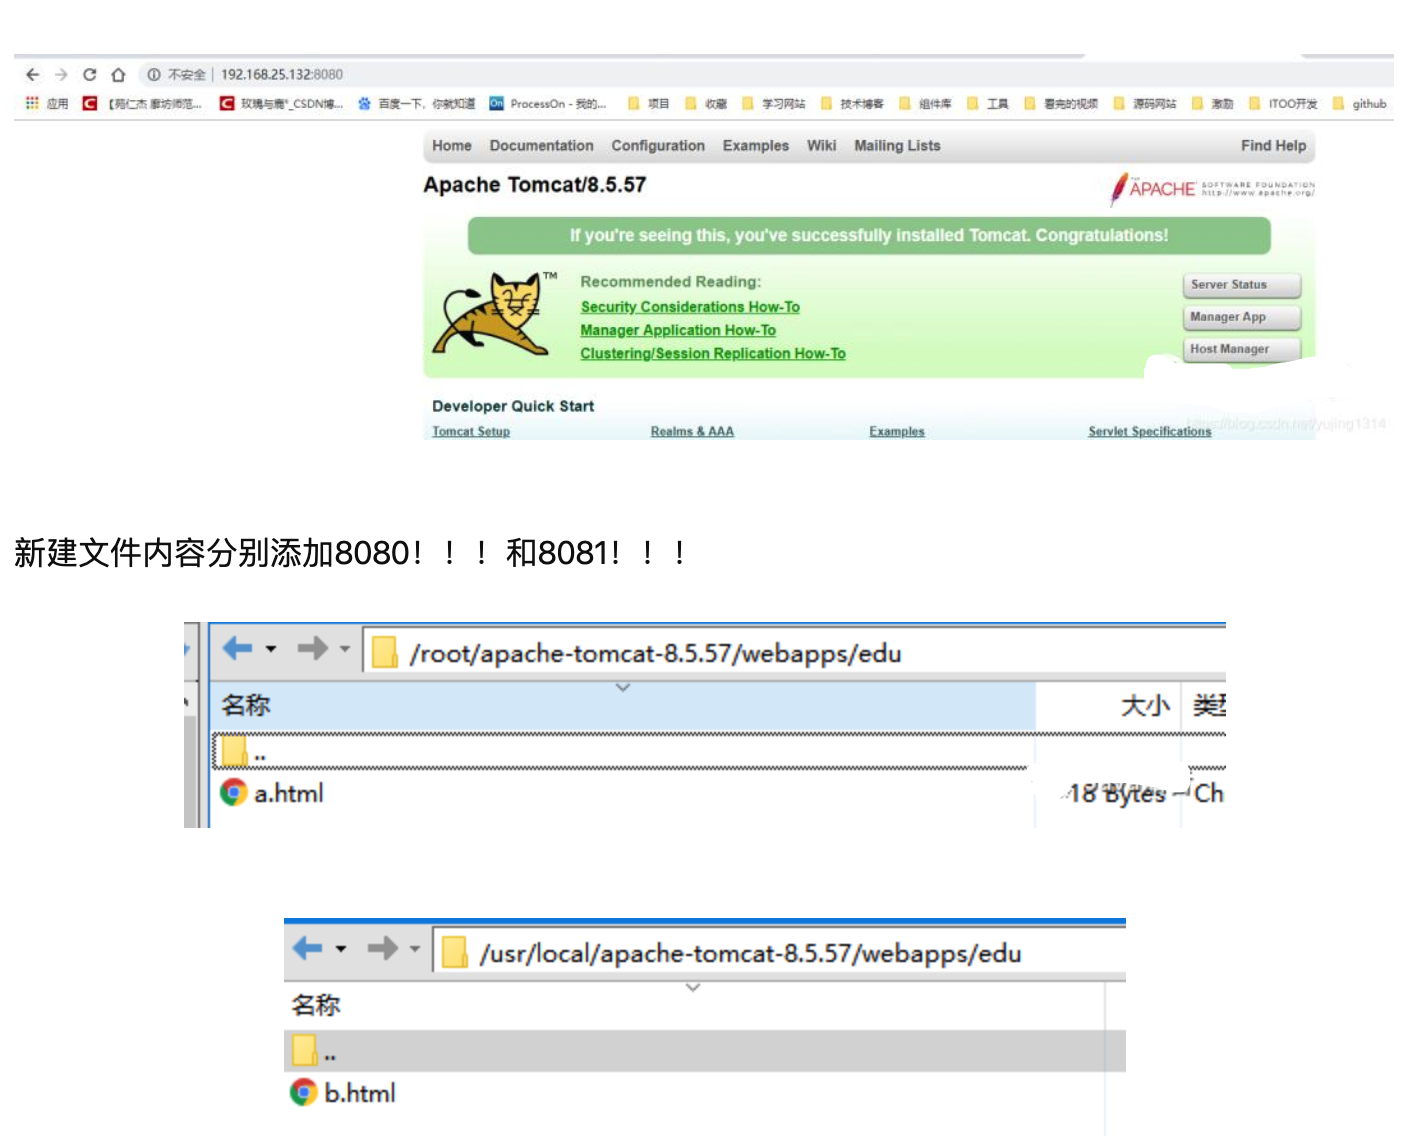 不安全 | 192.168.25.132:8080
应用 【苑仁杰 廊坊师范... 玫瑰与鹿*_CSDN博... 百度一下，你就知道 ProcessOn - 我的... 项目 收藏 学习网站 技术博客 组件库 工具 看完的视频 源码网站 激励 ITOO开发 github
Home Documentation Configuration Examples Wiki Mailing Lists Find Help
Apache Tomcat/8.5.57
THE APACHE SOFTWARE FOUNDATION
http://www.apache.org/
If you're seeing this, you've successfully installed Tomcat. Congratulations!
TM
Recommended Reading:
Security Considerations How-To
Manager Application How-To
Clustering/Session Replication How-To
Server Status
Manager App
Host Manager
Developer Quick Start
Tomcat Setup Realms & AAA Examples Servlet Specifications
https://blog.csdn.net/yujing1314
新建文件内容分别添加8080！！！和8081！！！
/root/apache-tomcat-8.5.57/webapps/edu
名称 大小 类型
..
a.html 18 Bytes Ch
/usr/local/apache-tomcat-8.5.57/webapps/edu
名称
..
b.html